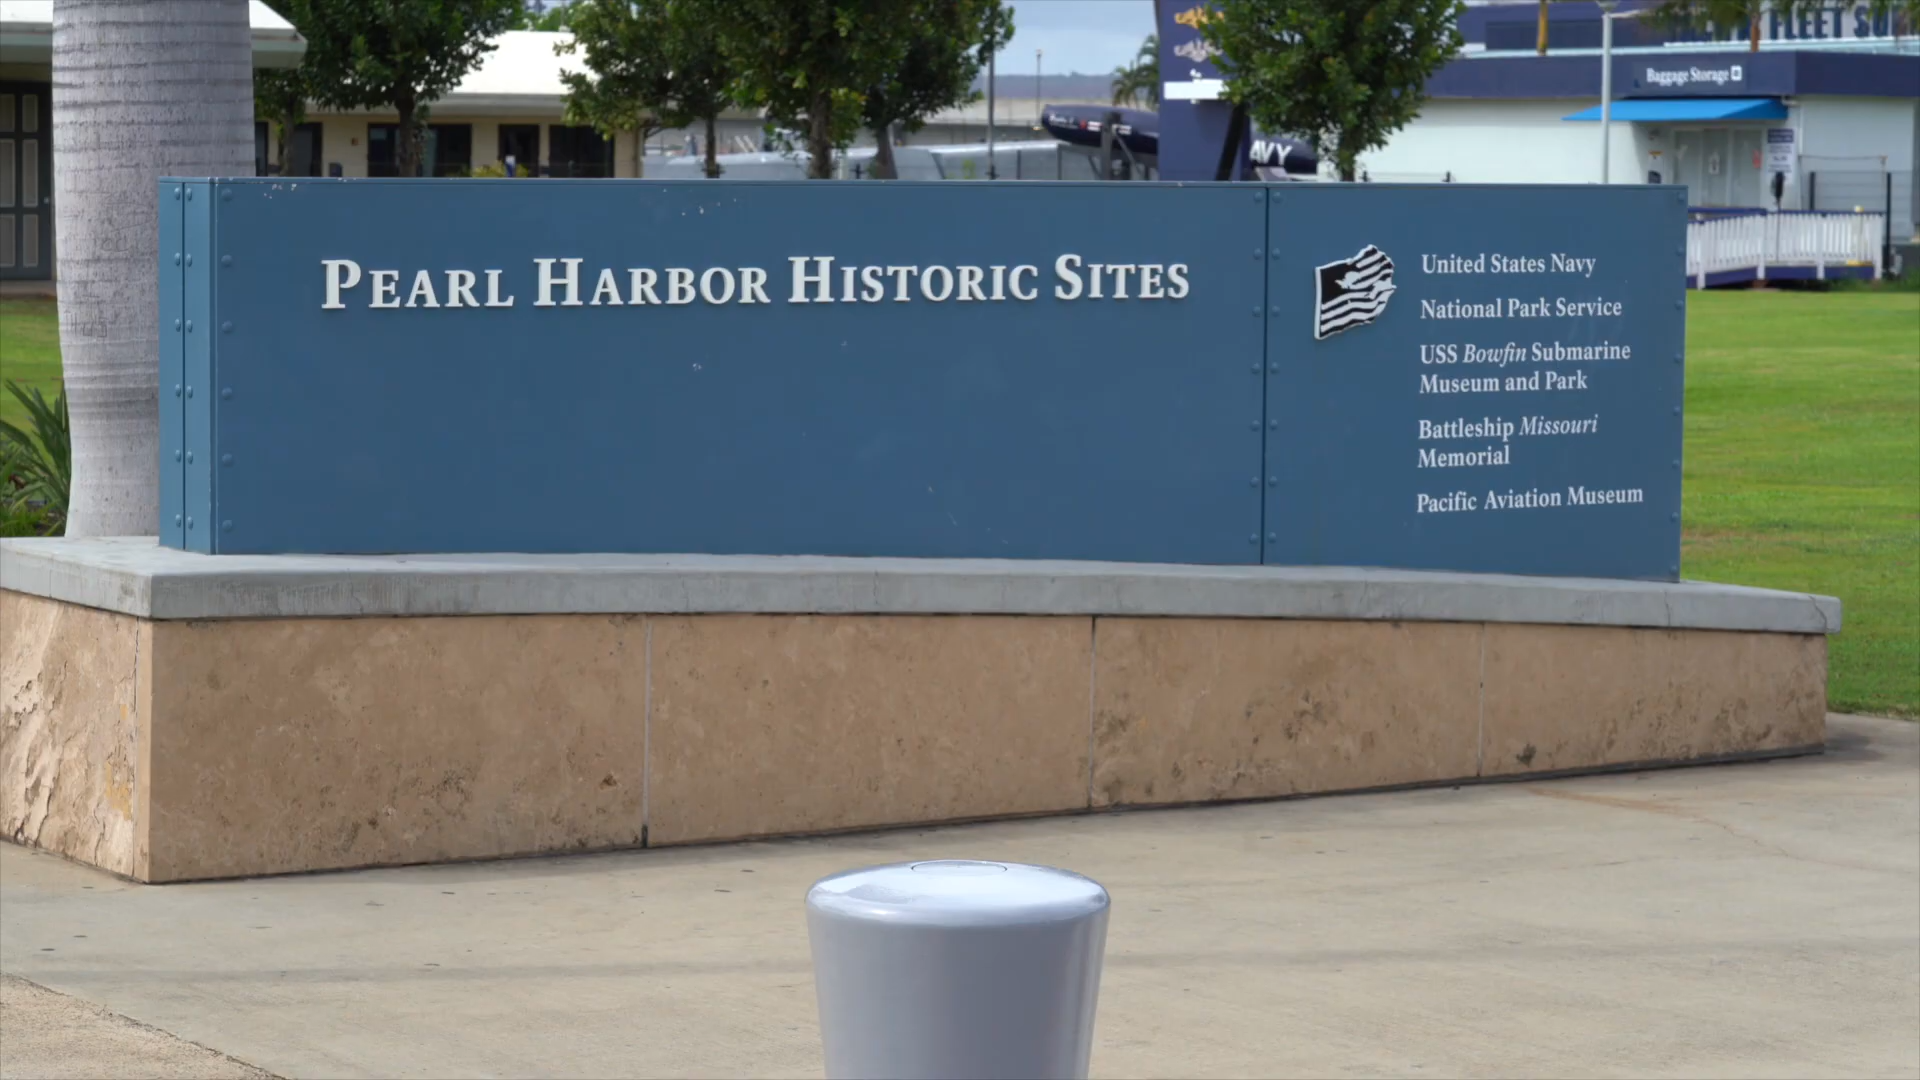 FLEET
Baggage Storage
AVY
PEARL HARBOR HISTORIC SITES
United States Navy
National Park Service
USS Bowfin Submarine
Museum and Park
Battleship Missouri
Memorial
Pacific Aviation Museum